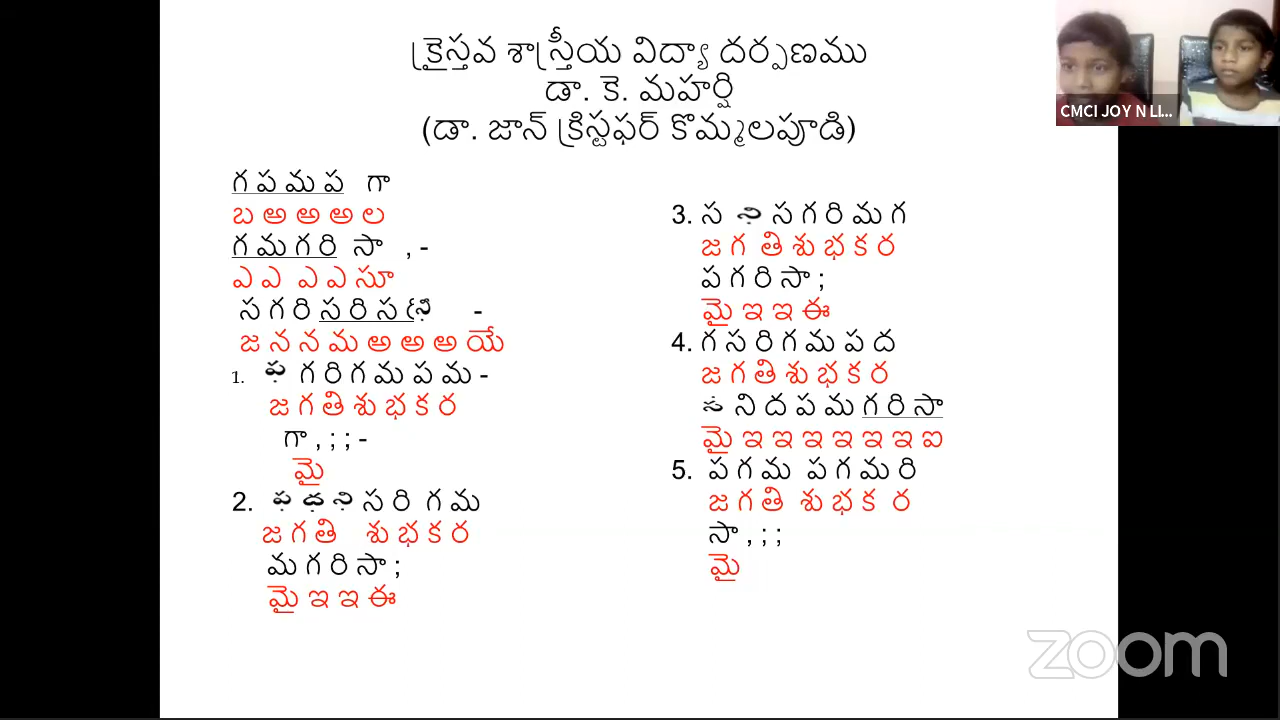 క్రైస్తవ శాస్త్రీయ విద్యా దర్పణము
డా. కె. మహర్షి
(డా. జాన్ క్రిస్టఫర్ కొమ్మలపూడి)
CMCI JOY N LI...
గ ప మ ప గా
బ అ అ అ ల
గ మ గ రి సా , -
ఎ ఎ ఎ ఎ సూ
స గ రి స రి స ని -
జ న న మ అ అ అ యే
1. ప గ రి గ మ ప మ -
జ గ తి శు భ క ర
గా , ; ; -
మై
2. ప ధ ని స రి గ మ
జ గ తి శు భ క ర
మ గ రి సా ;
మై ఇ ఇ ఈ
3. స ని స గ రి మ గ
జ గ తి శు భ క ర
ప గ రి సా ;
మై ఇ ఇ ఈ
4. గ స రి గ మ ప ద
జ గ తి శు భ క ర
స ని ద ప మ గ రి సా
మై ఇ ఇ ఇ ఇ ఇ ఇ ఐ
5. ప గ మ ప గ మ రి
జ గ తి శు భ క ర
సా , ; ;
మై
zoom